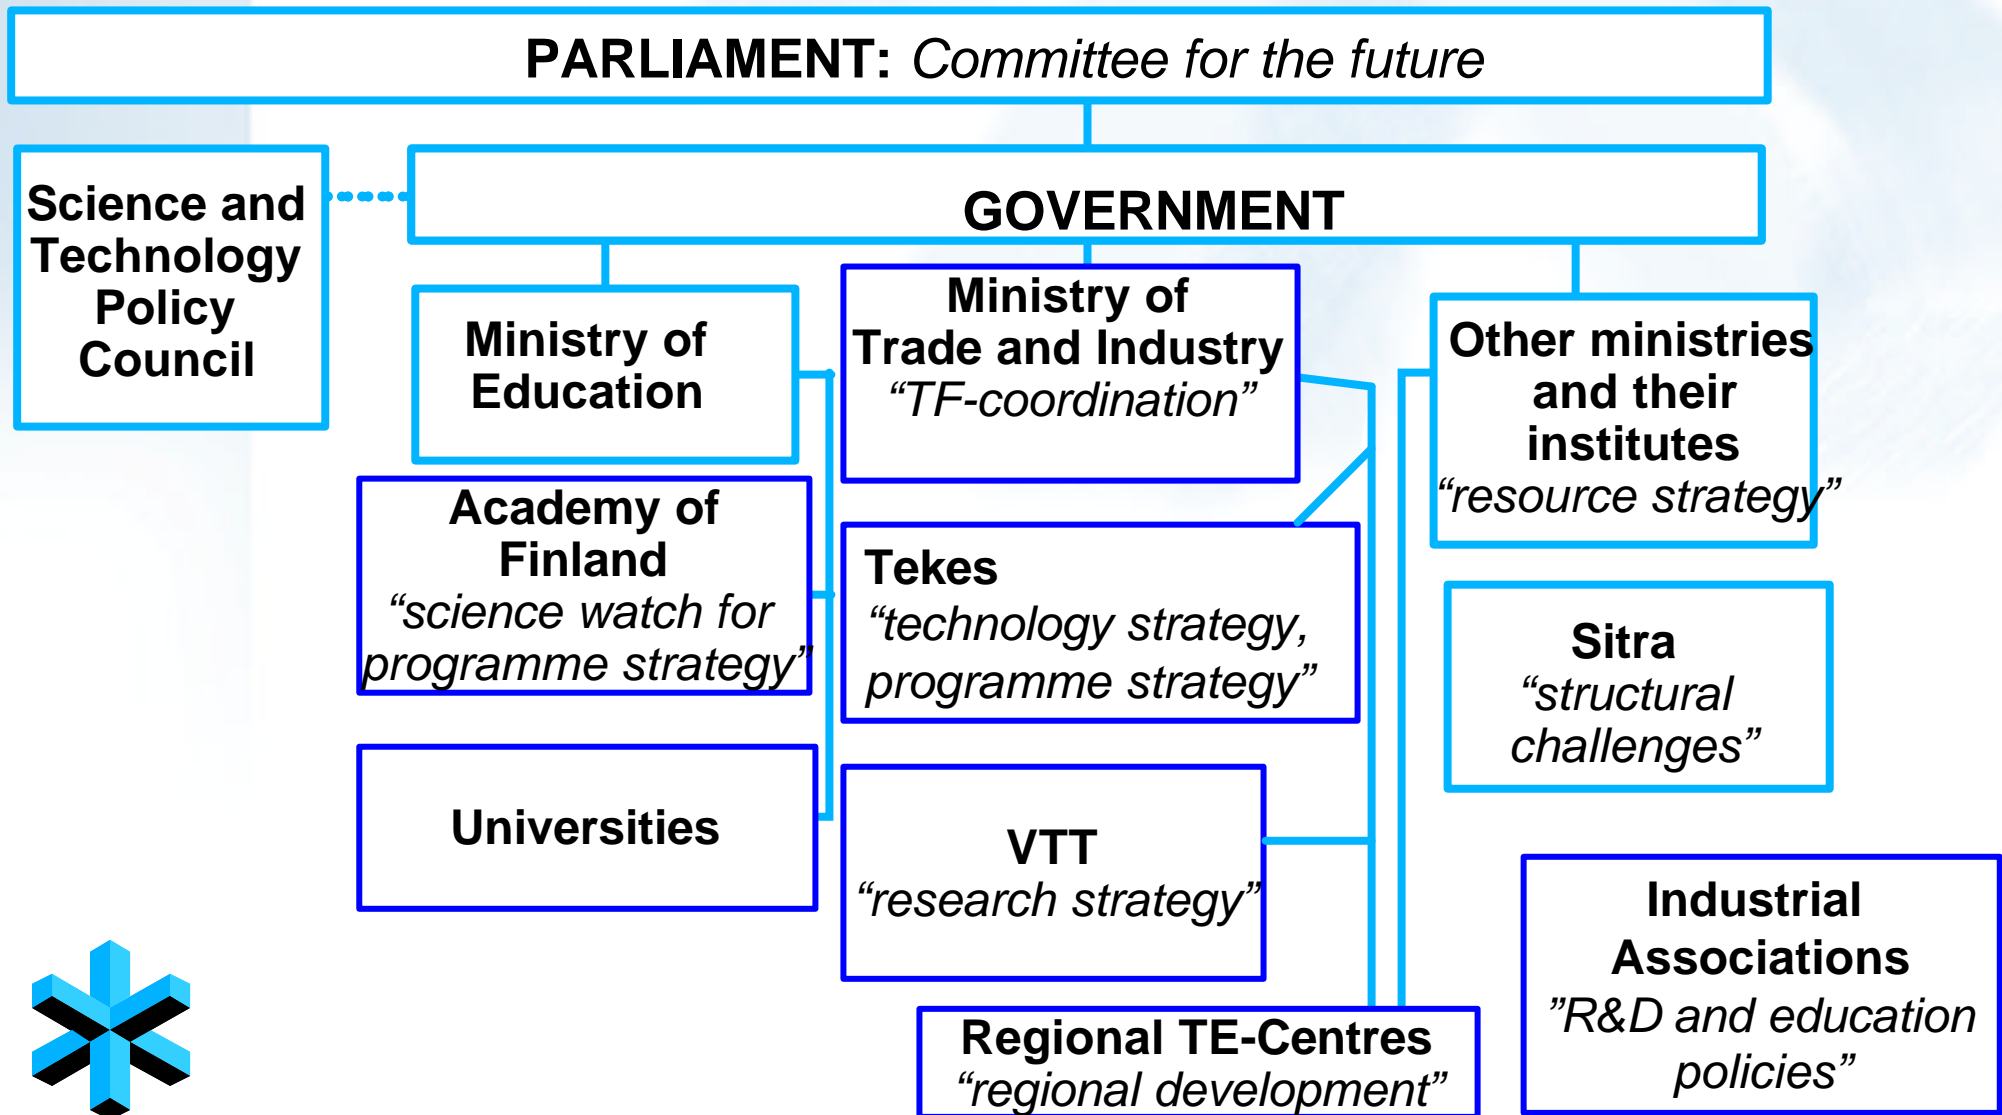 PARLIAMENT: Committee for the future
Science and
Technology
Policy
Council
GOVERNMENT
Ministry of
Education
Ministry of
Trade and Industry
“TF-coordination”
Other ministries
and their
institutes
“resource strategy”
Academy of
Finland
“science watch for
programme strategy”
Tekes
“technology strategy,
programme strategy”
Sitra
“structural
challenges”
Universities
VTT
“research strategy”
Industrial
Associations
”R&D and education
policies”
Regional TE-Centres
“regional development”